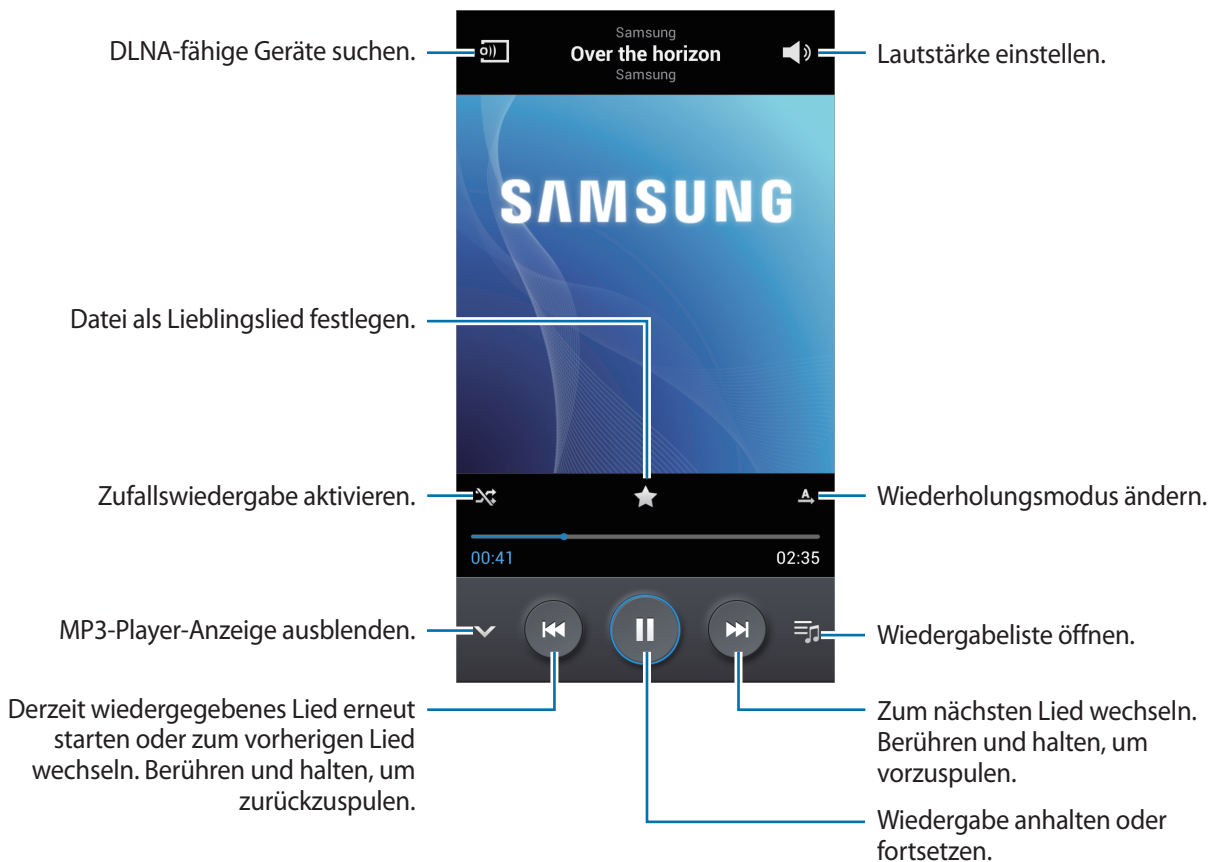 DLNA-fähige Geräte suchen.
Samsung
Over the horizon
Samsung
Lautstärke einstellen.
SAMSUNG
Datei als Lieblingslied festlegen.
Zufallswiedergabe aktivieren.
A
Wiederholungsmodus ändern.
00:41
02:35
MP3-Player-Anzeige ausblenden.
Wiedergabeliste öffnen.
Derzeit wiedergegebenes Lied erneut
starten oder zum vorherigen Lied
wechseln. Berühren und halten, um
zurückzuspulen.
Zum nächsten Lied wechseln.
Berühren und halten, um
vorzuspulen.
Wiedergabe anhalten oder
fortsetzen.